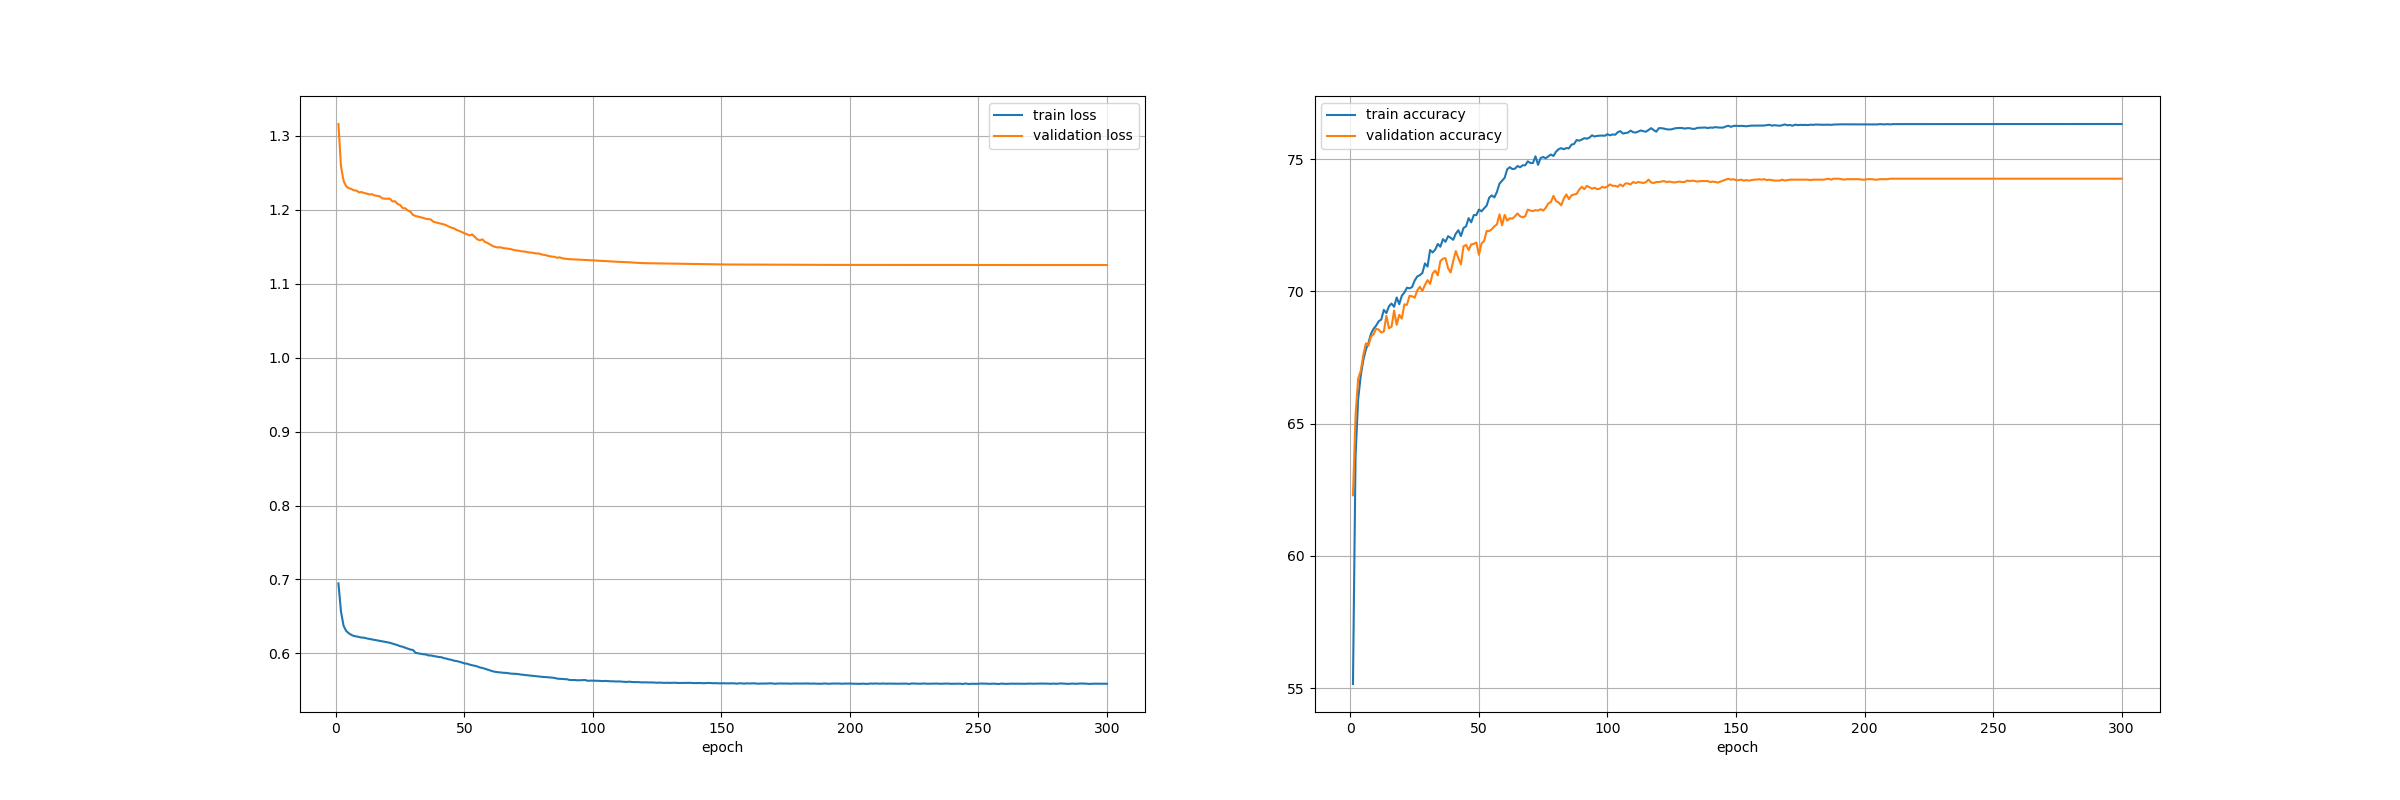 train loss
validation loss
1.3
1.2
1.1
1.0
0.9
0.8
0.7
0.6
0 50 100 150 200 250 300
epoch
train accuracy
validation accuracy
75
70
65
60
55
0 50 100 150 200 250 300
epoch